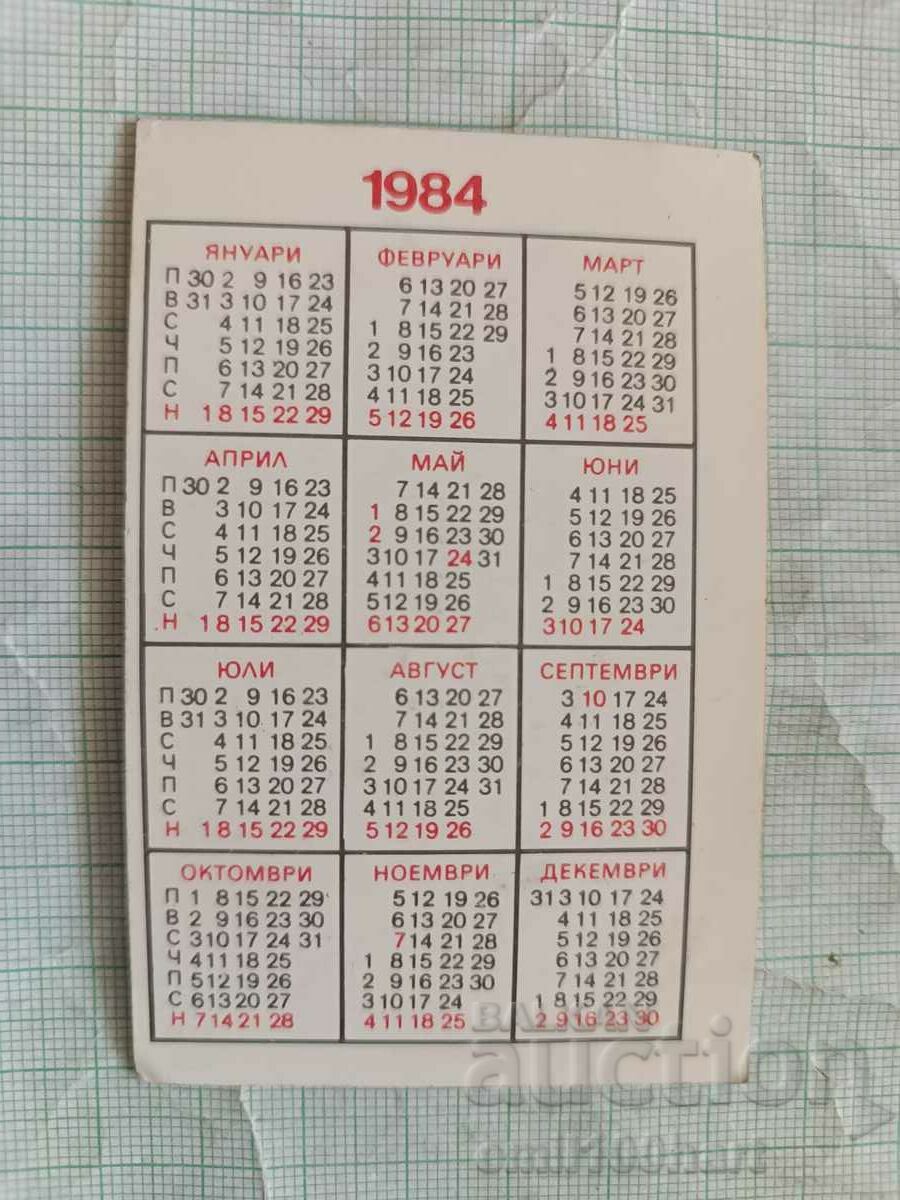 1984
ЯНУАРИ
П 30 2 9 16 23
В 31 3 10 17 24
С 4 11 18 25
Ч 5 12 19 26
П 6 13 20 27
С 7 14 21 28
Н 1 8 15 22 29
ФЕВРУАРИ
6 13 20 27
7 14 21 28
1 8 15 22 29
2 9 16 23
3 10 17 24
4 11 18 25
5 12 19 26
МАРТ
5 12 19 26
6 13 20 27
7 14 21 28
1 8 15 22 29
2 9 16 23 30
3 10 17 24 31
4 11 18 25
АПРИЛ
П 30 2 9 16 23
В 3 10 17 24
С 4 11 18 25
Ч 5 12 19 26
П 6 13 20 27
С 7 14 21 28
Н 1 8 15 22 29
МАЙ
7 14 21 28
1 8 15 22 29
2 9 16 23 30
3 10 17 24 31
4 11 18 25
5 12 19 26
6 13 20 27
ЮНИ
4 11 18 25
5 12 19 26
6 13 20 27
7 14 21 28
1 8 15 22 29
2 9 16 23 30
3 10 17 24
ЮЛИ
П 30 2 9 16 23
В 31 3 10 17 24
С 4 11 18 25
Ч 5 12 19 26
П 6 13 20 27
С 7 14 21 28
Н 1 8 15 22 29
АВГУСТ
6 13 20 27
7 14 21 28
1 8 15 22 29
2 9 16 23 30
3 10 17 24 31
4 11 18 25
5 12 19 26
СЕПТЕМВРИ
3 10 17 24
4 11 18 25
5 12 19 26
6 13 20 27
7 14 21 28
1 8 15 22 29
2 9 16 23 30
ОКТОМВРИ
П 1 8 15 22 29
В 2 9 16 23 30
С 3 10 17 24 31
Ч 4 11 18 25
П 5 12 19 26
С 6 13 20 27
Н 7 14 21 28
НОЕМВРИ
5 12 19 26
6 13 20 27
7 14 21 28
1 8 15 22 29
2 9 16 23 30
3 10 17 24
4 11 18 25
ДЕКЕМВРИ
31 3 10 17 24
4 11 18 25
5 12 19 26
6 13 20 27
7 14 21 28
1 8 15 22 29
2 9 16 23 30
auction